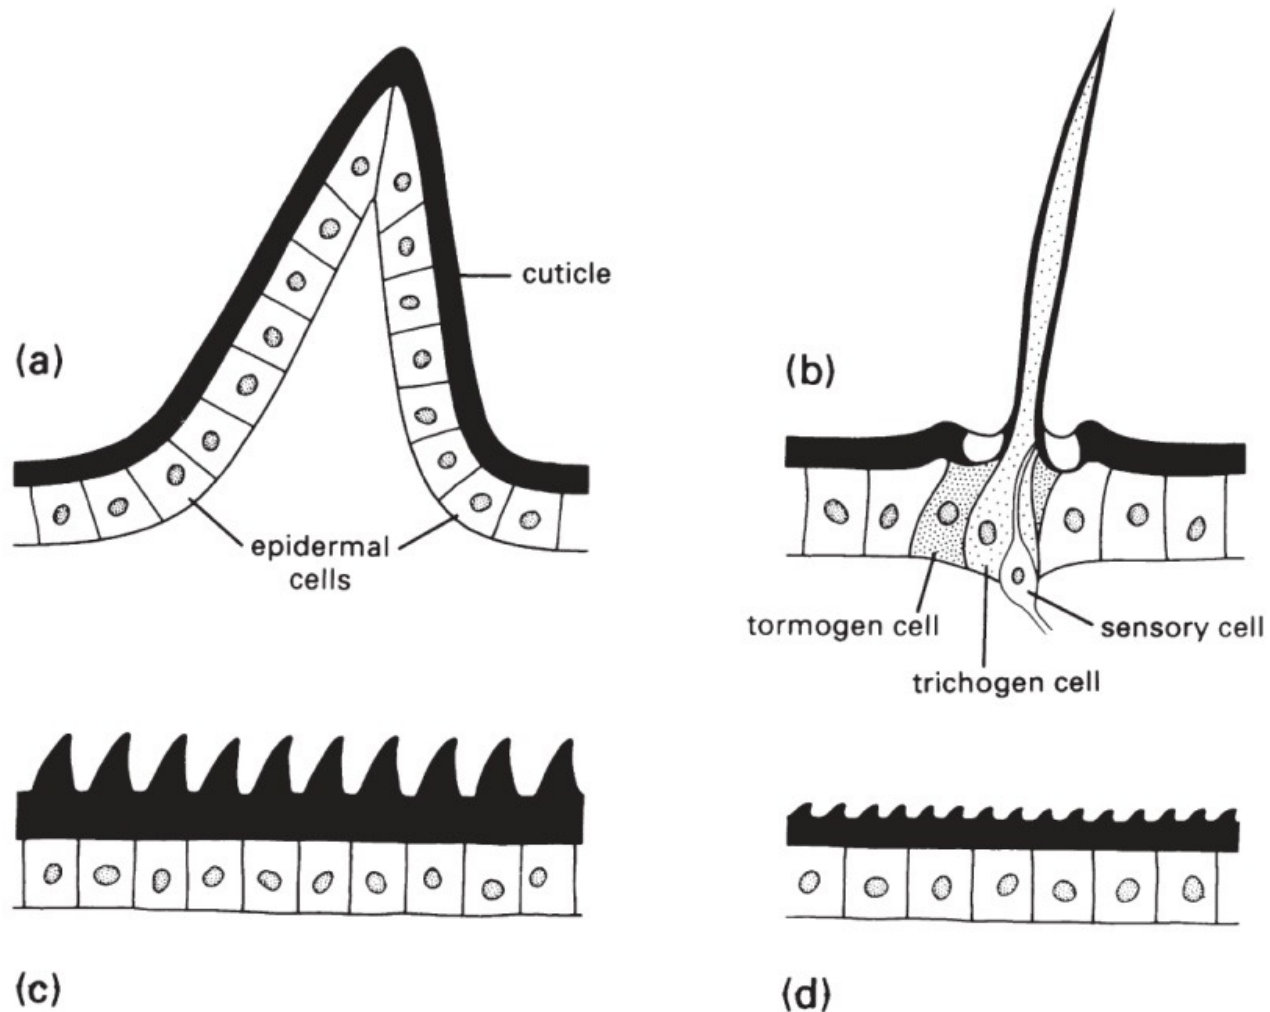 cuticle
(a)
(b)
epidermal
cells
tormogen cell
sensory cell
trichogen cell
(c)
(d)